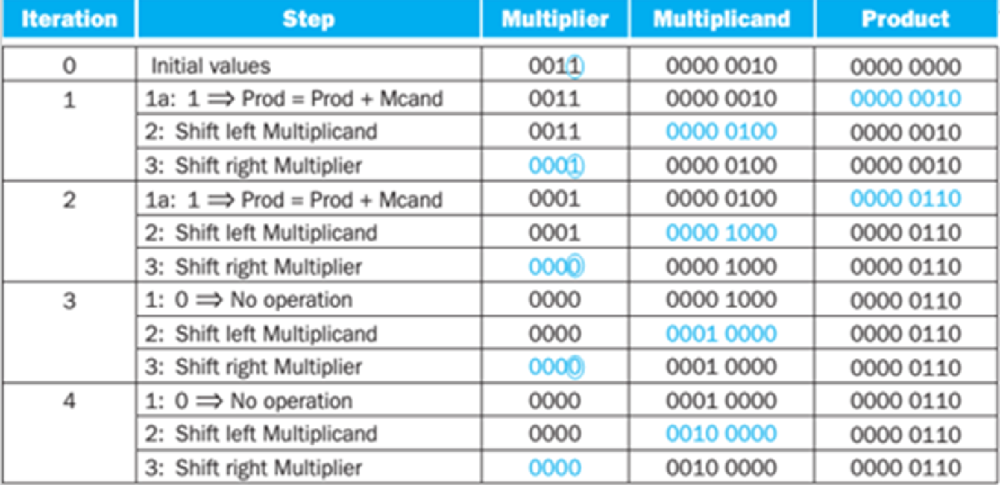 Iteration Step Multiplier Multiplicand Product
0 Initial values 0011 0000 0010 0000 0000
1 1a: 1 ⟹ Prod = Prod + Mcand 0011 0000 0010 0000 0010
2: Shift left Multiplicand 0011 0000 0100 0000 0010
3: Shift right Multiplier 0001 0000 0100 0000 0010
2 1a: 1 ⟹ Prod = Prod + Mcand 0001 0000 0100 0000 0110
2: Shift left Multiplicand 0001 0000 1000 0000 0110
3: Shift right Multiplier 0000 0000 1000 0000 0110
3 1: 0 ⟹ No operation 0000 0000 1000 0000 0110
2: Shift left Multiplicand 0000 0001 0000 0000 0110
3: Shift right Multiplier 0000 0001 0000 0000 0110
4 1: 0 ⟹ No operation 0000 0001 0000 0000 0110
2: Shift left Multiplicand 0000 0010 0000 0000 0110
3: Shift right Multiplier 0000 0010 0000 0000 0110